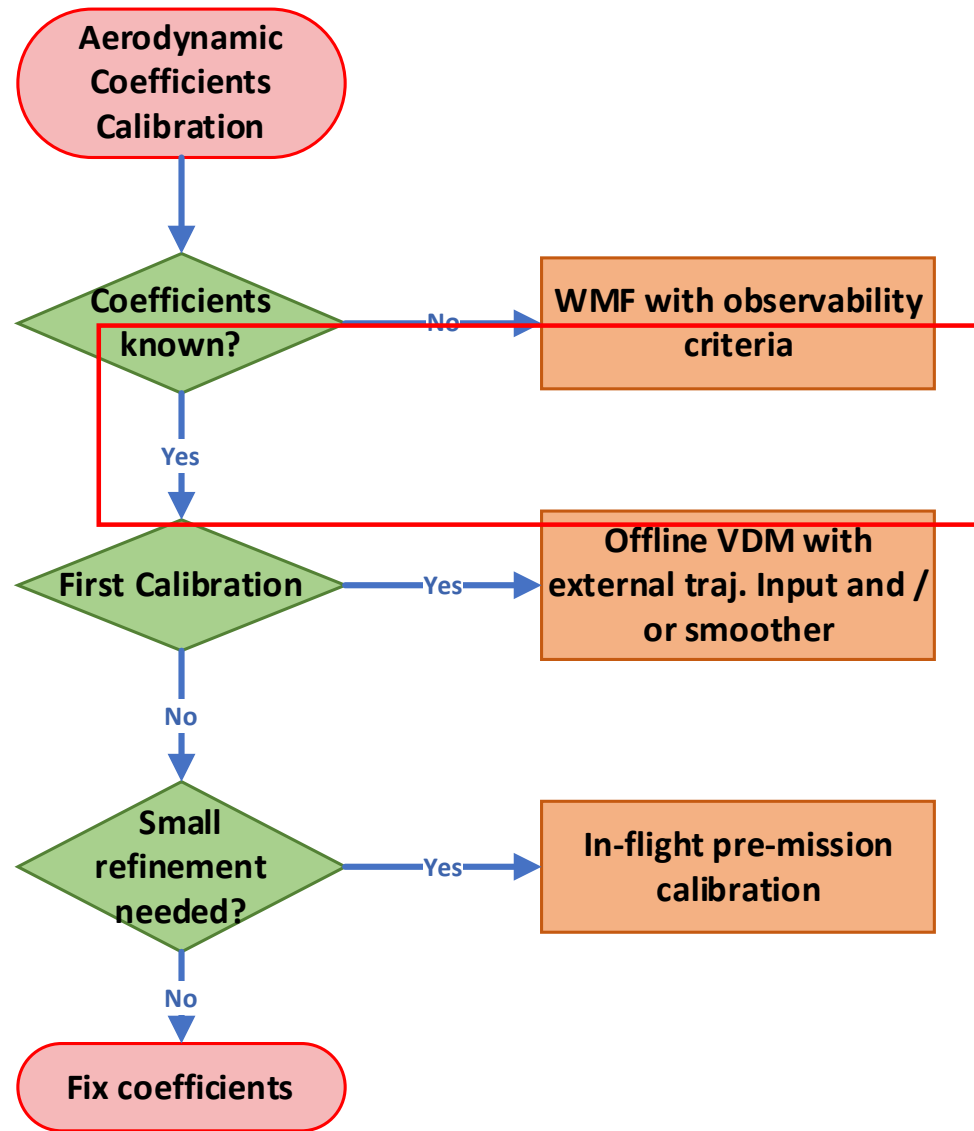 Aerodynamic
Coefficients
Calibration
Coefficients
known?
No
WMF with observability
criteria
Yes
First Calibration
Yes
Offline VDM with
external traj. Input and /
or smoother
No
Small
refinement
needed?
Yes
In-flight pre-mission
calibration
No
Fix coefficients